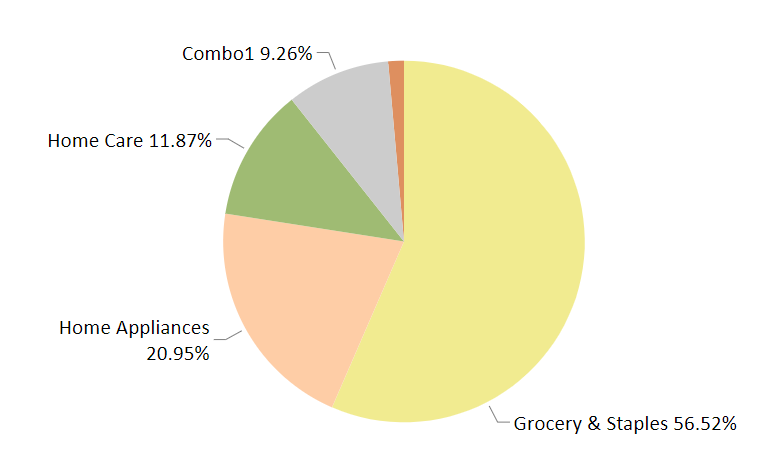 Combo1 9.26%
Home Care 11.87%
Home Appliances
20.95%
Grocery & Staples 56.52%